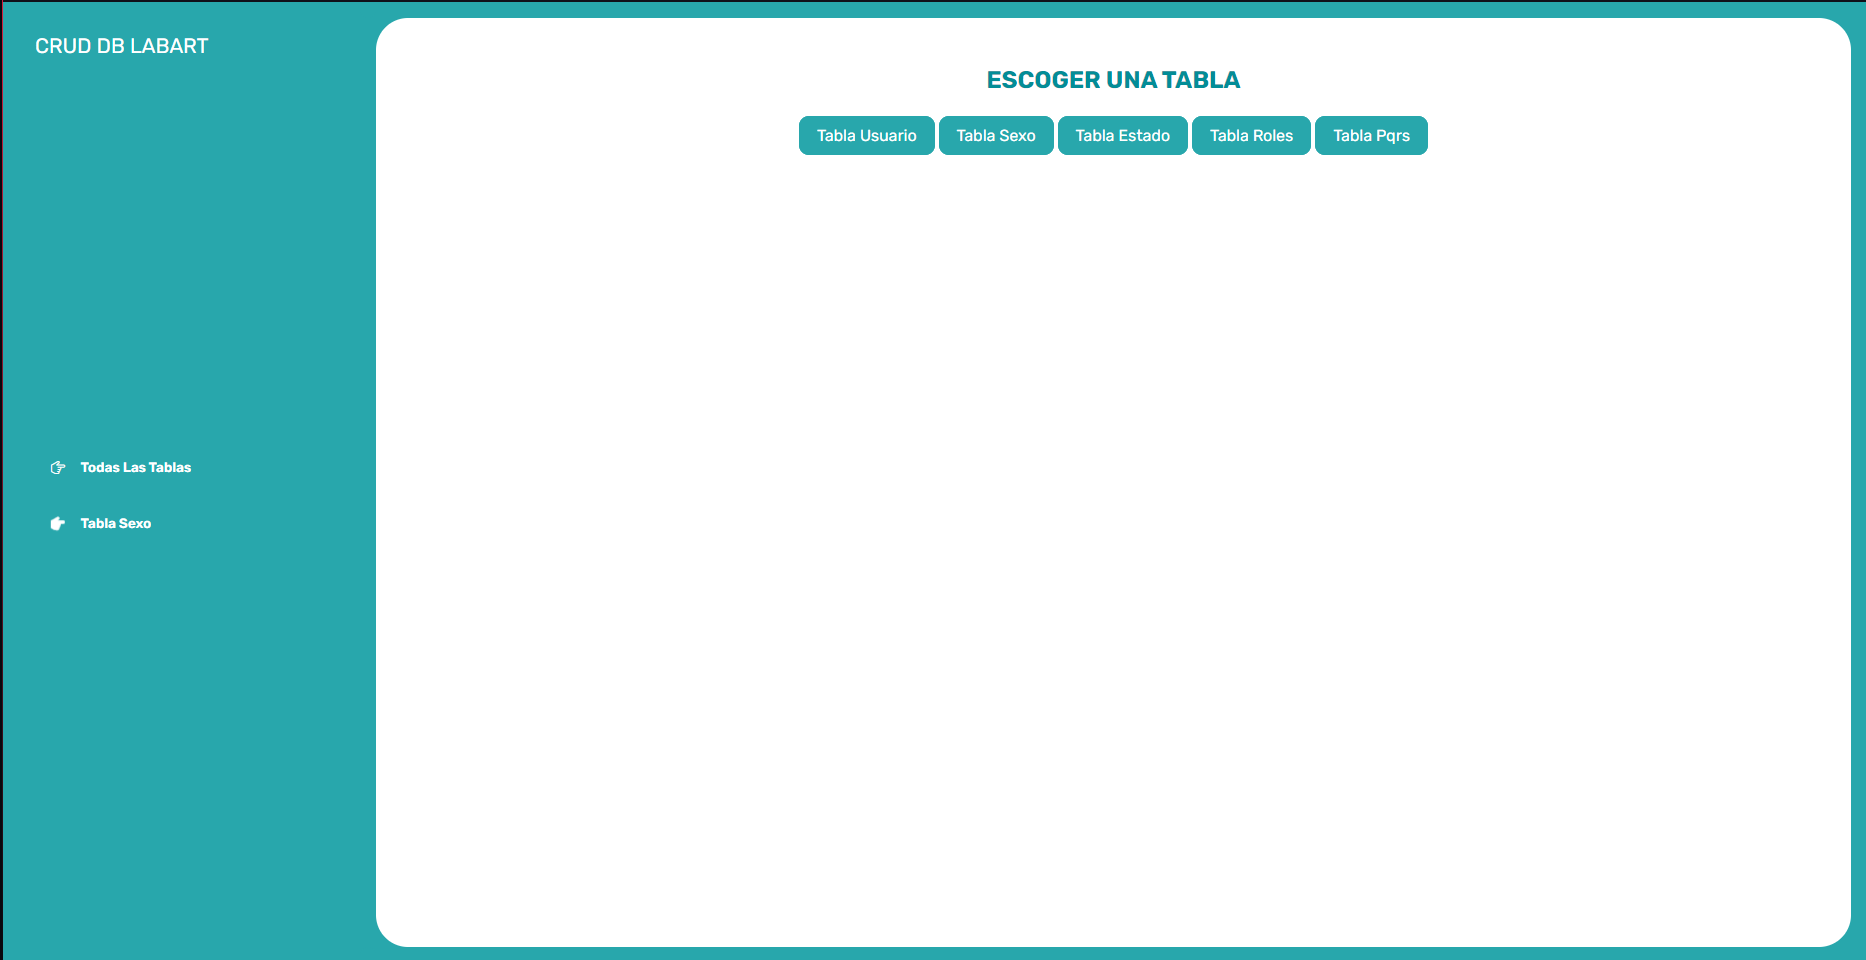 CRUD DB LABART
Todas Las Tablas
Tabla Sexo
ESCOGER UNA TABLA
Tabla Usuario Tabla Sexo Tabla Estado Tabla Roles Tabla Pqrs